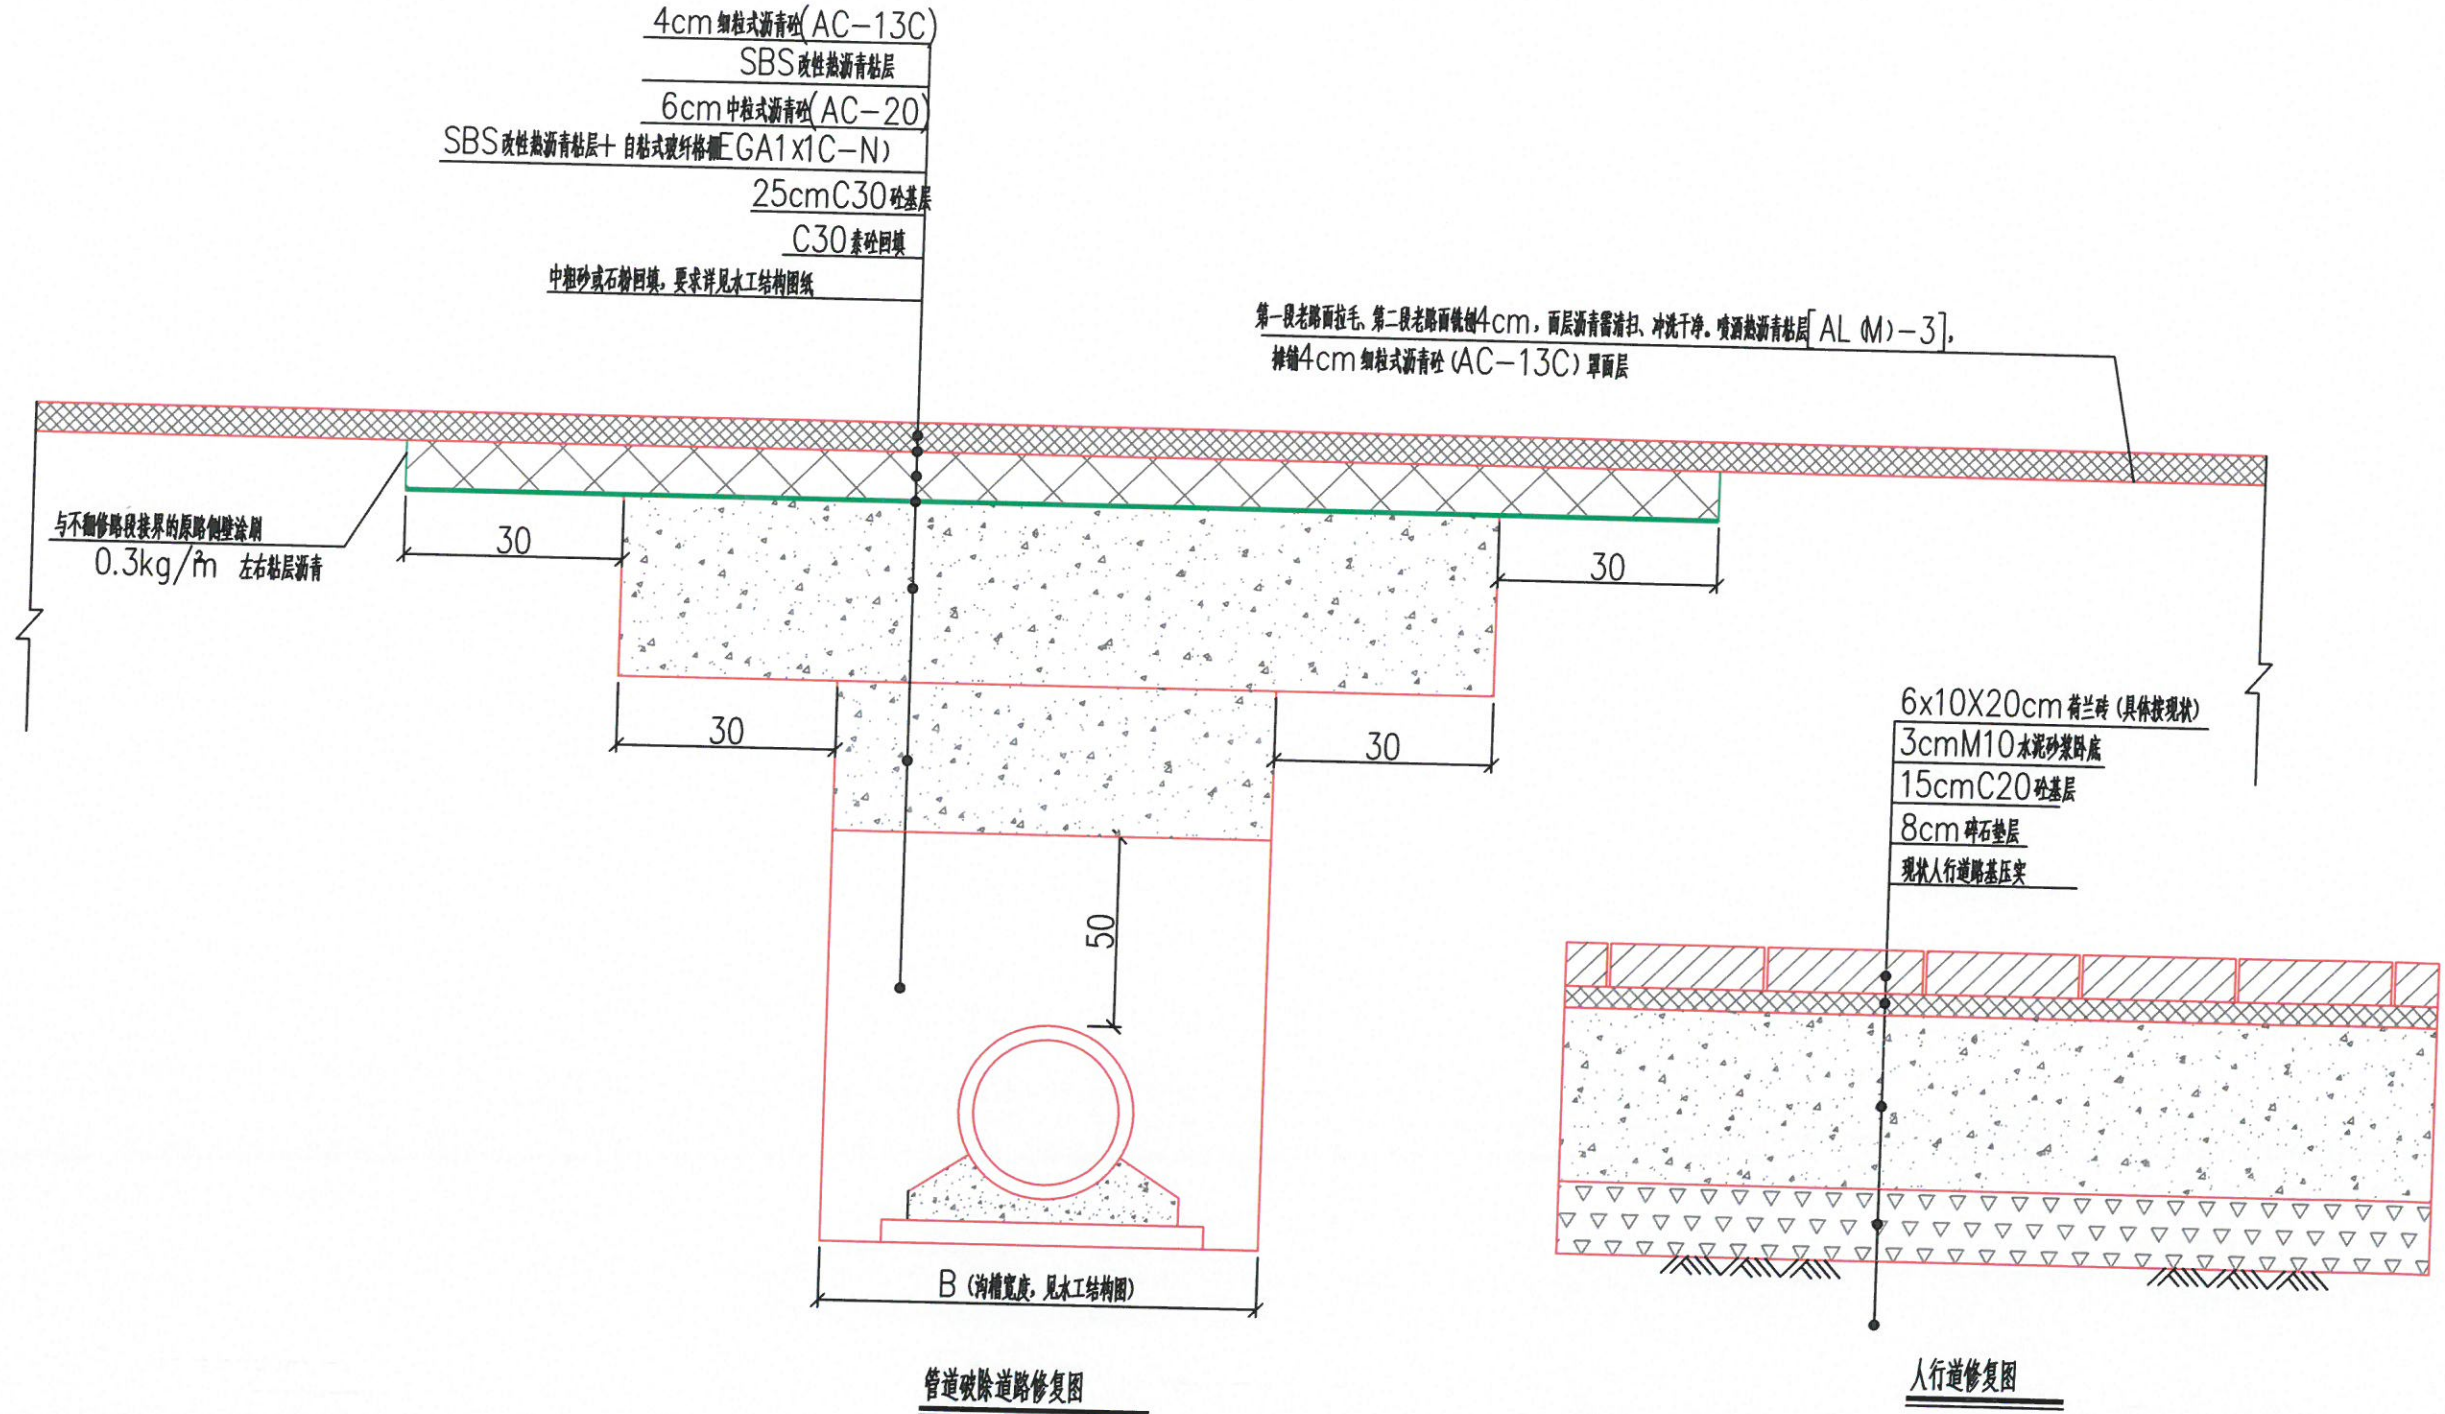 4cm细粒式沥青砼(AC-13C)
SBS改性热沥青粘层
6cm中粒式沥青砼(AC-20)
SBS改性热沥青粘层+自粘式玻纤格栅EGA1x1C-N)
25cmC30砼基层
C30素砼回填
中粗砂或石粉回填，要求详见水工结构图纸
第一段老路面拉毛、第二段老路面铣刨4cm，面层沥青需清扫、冲洗干净。喷洒热沥青粘层[AL(M)-3]，
摊铺4cm细粒式沥青砼(AC-13C)罩面层
与不翻修路段接界的原路侧壁涂刷
0.3kg/m² 左右粘层沥青
30
30
30
30
50
B（沟槽宽度，见水工结构图）
管道破除道路修复图
6x10X20cm荷兰砖（具体按现状）
3cmM10水泥砂浆卧底
15cmC20砼基层
8cm碎石垫层
现状人行道路基压实
人行道修复图